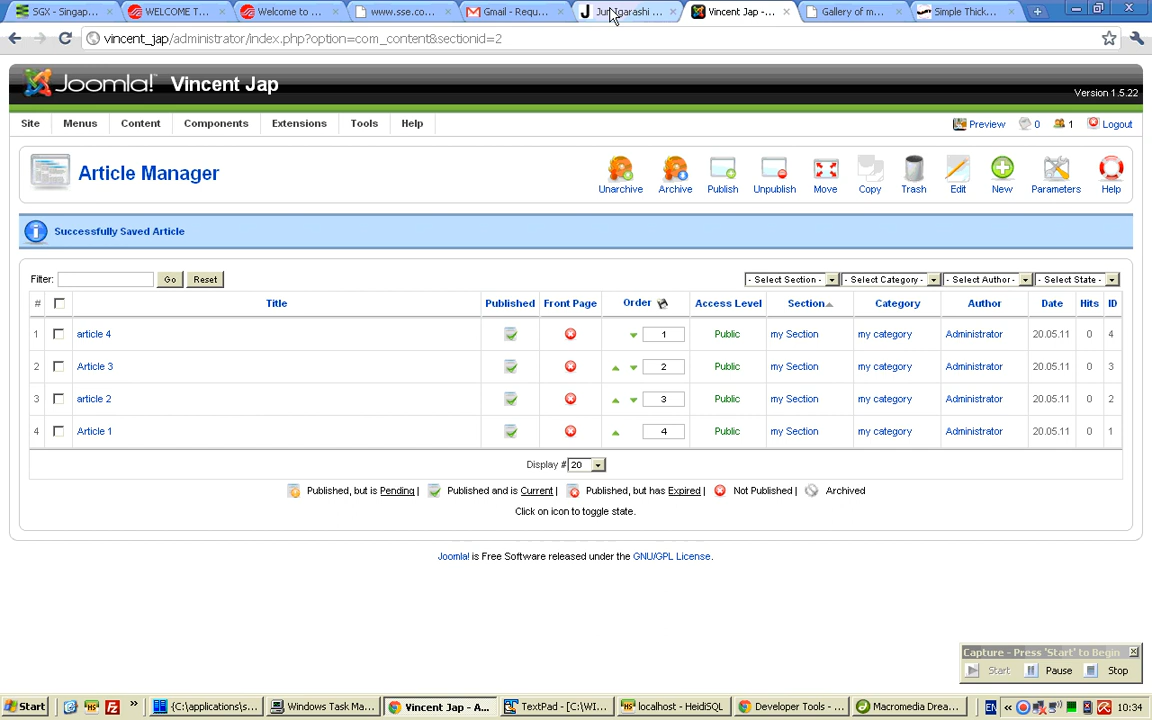 SGX - Singap...
WELCOME T...
Welcome to ...
www.sse.co...
Gmail - Requ...
Jun Igarashi ...
Vincent Jap -...
Gallery of m...
Simple Thick...
vincent_jap/administrator/index.php?option=com_content&sectionid=2
Joomla!™ Vincent Jap
Version 1.5.22
Site Menus Content Components Extensions Tools Help
Preview 0 1 Logout
Article Manager
Unarchive Archive Publish Unpublish Move Copy Trash Edit New Parameters Help
Successfully Saved Article
Filter: Go Reset - Select Section - - Select Category - - Select Author - - Select State -
# Title Published Front Page Order Access Level Section Category Author Date Hits ID
1 article 4 1 Public my Section my category Administrator 20.05.11 0 4
2 Article 3 2 Public my Section my category Administrator 20.05.11 0 3
3 article 2 3 Public my Section my category Administrator 20.05.11 0 2
4 Article 1 4 Public my Section my category Administrator 20.05.11 0 1
Display # 20
Published, but is Pending | Published and is Current | Published, but has Expired | Not Published | Archived
Click on icon to toggle state.
Joomla! is Free Software released under the GNU/GPL License.
Capture - Press 'Start' to Begin
Start Pause Stop
Start » {C:\applications\s... Windows Task Ma... Vincent Jap - A... TextPad - [C:\WI... localhost - HeidiSQL Developer Tools - ... Macromedia Drea... EN « 10:34